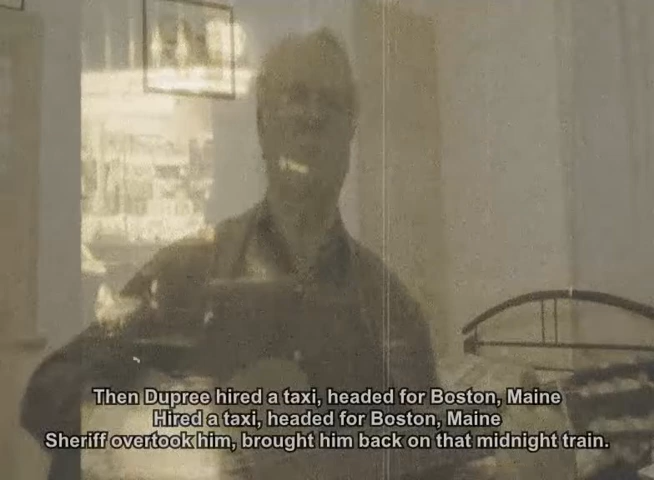 Then Dupree hired a taxi, headed for Boston, Maine
Hired a taxi, headed for Boston, Maine
Sheriff overtook him, brought him back on that midnight train.